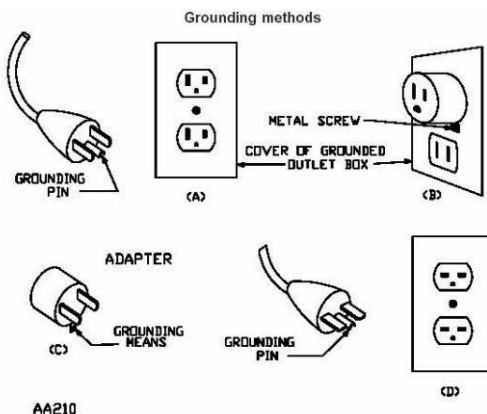 Grounding methods
METAL SCREW
COVER OF GROUNDED
OUTLET BOX
GROUNDING
PIN
(A)
(B)
ADAPTER
GROUNDING
MEANS
(C)
GROUNDING
PIN
(D)
AA210